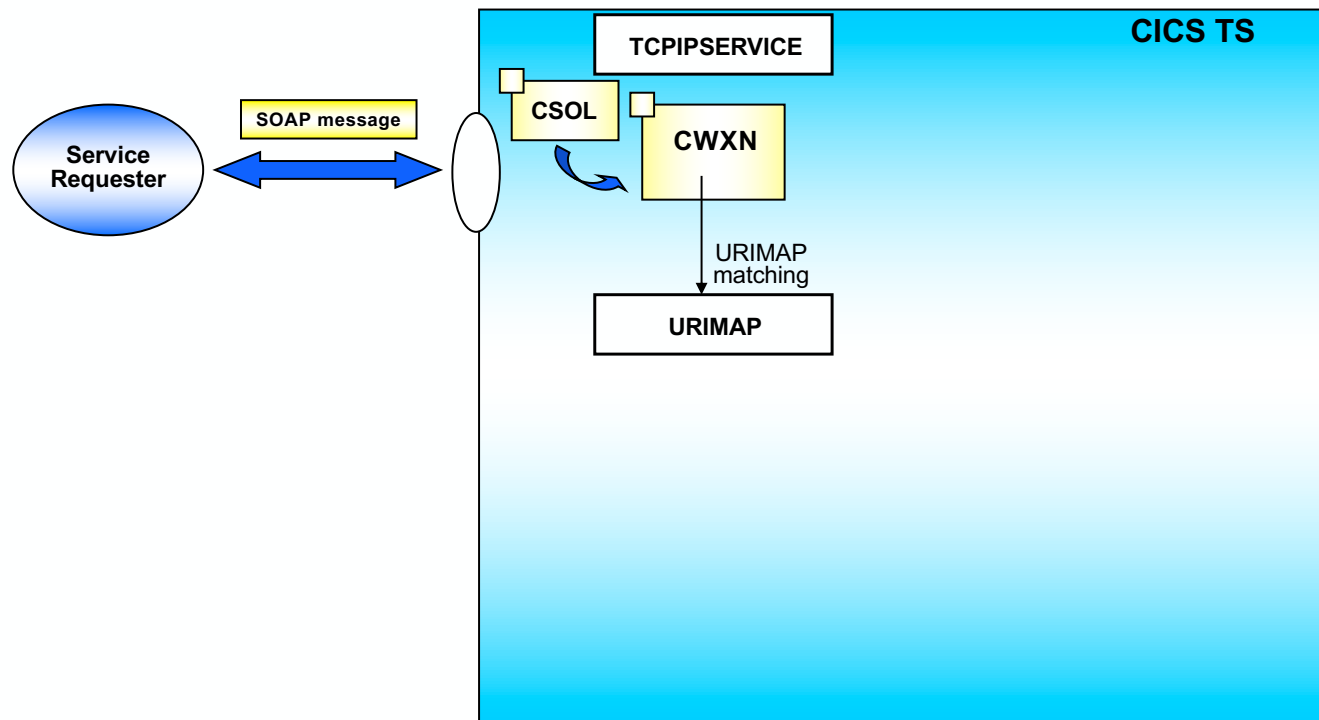 CICS TS
TCPIPSERVICE
CSOL
CWXN
SOAP message
Service
Requester
URIMAP
matching
URIMAP